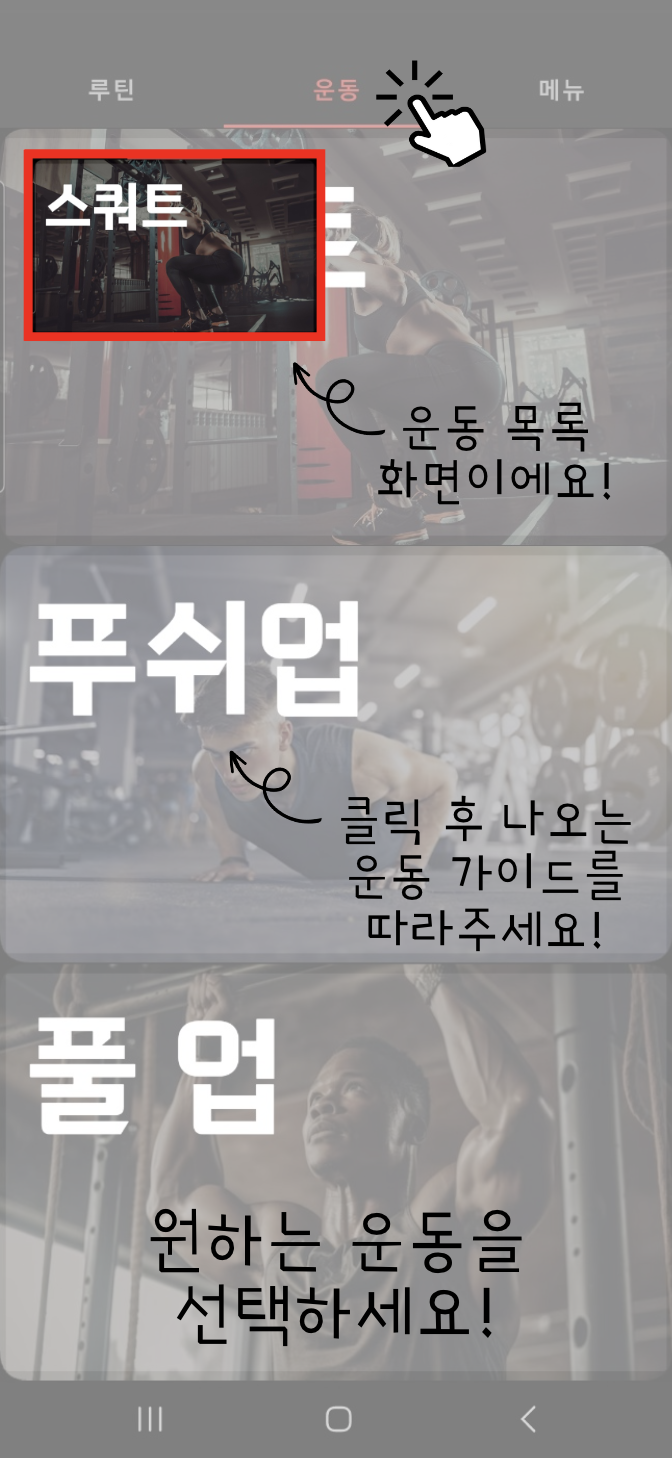 루틴 운동 메뉴
스쿼트
트
운동 목록
화면이에요!
푸쉬업
클릭 후 나오는
운동 가이드를
따라주세요!
풀 업
원하는 운동을
선택하세요!